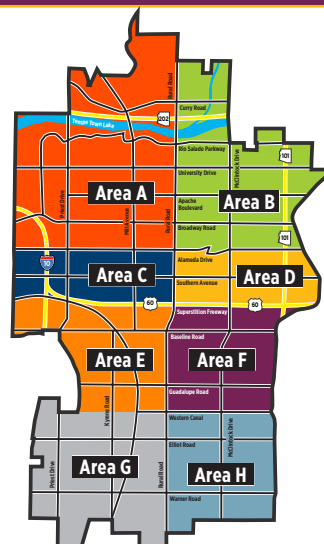 Rural Road
202
Curry Road
Tempe Town Lake
Rio Salado Parkway
McClintock Drive
101
University Drive
Priest Drive
Area A
Mill Avenue
Apache
Boulevard
Area B
Rural Road
Broadway Road
101
10
Area C
Alameda Drive
Area D
Southern Avenue
60
60
Superstition Freeway
Baseline Road
Area E
Area F
Guadalupe Road
Kyrene Road
Western Canal
McClintock Drive
Elliot Road
Priest Drive
Area G
Rural Road
Area H
Warner Road